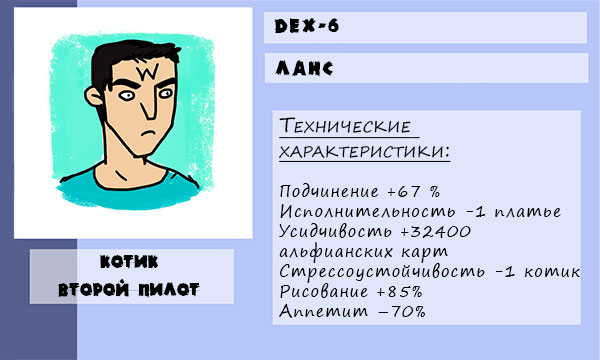 DEX-6
ЛАНС
ТЕХНИЧЕСКИЕ
ХАРАКТЕРИСТИКИ:
Подчинение +67 %
Исполнительность -1 платье
Усидчивость +32400
альфианских карт
Стрессоустойчивость -1 котик
Рисование +85%
Аппетит –70%
КОТИК
ВТОРОЙ ПИЛОТ